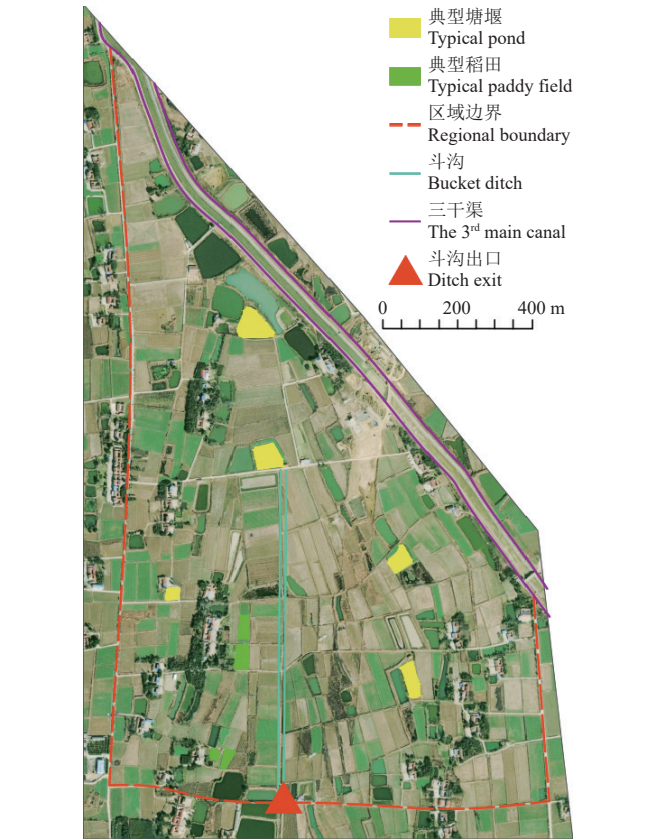 典型塘堰
Typical pond
典型稻田
Typical paddy field
区域边界
Regional boundary
斗沟
Bucket ditch
三干渠
The 3rd main canal
斗沟出口
Ditch exit
0 200 400 m